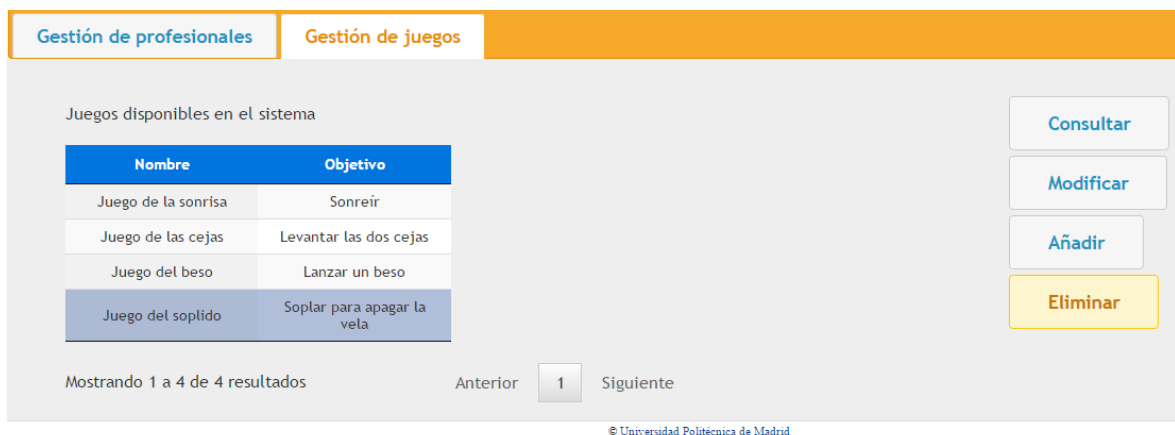 Gestión de profesionales Gestión de juegos
Juegos disponibles en el sistema
Consultar
Nombre Objetivo
Modificar
Juego de la sonrisa Sonreír
Juego de las cejas Levantar las dos cejas
Añadir
Juego del beso Lanzar un beso
Eliminar
Juego del soplido Soplar para apagar la
vela
Mostrando 1 a 4 de 4 resultados Anterior 1 Siguiente
© Universidad Politécnica de Madrid